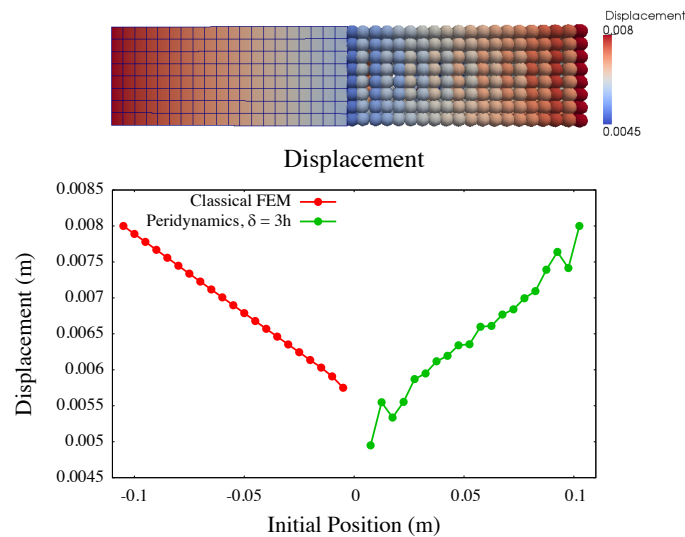 Displacement
0.008
0.0045
Displacement
0.0085
0.008
0.0075
0.007
0.0065
0.006
0.0055
0.005
0.0045
Displacement (m)
Classical FEM
Peridynamics, δ = 3h
-0.1 -0.05 0 0.05 0.1
Initial Position (m)